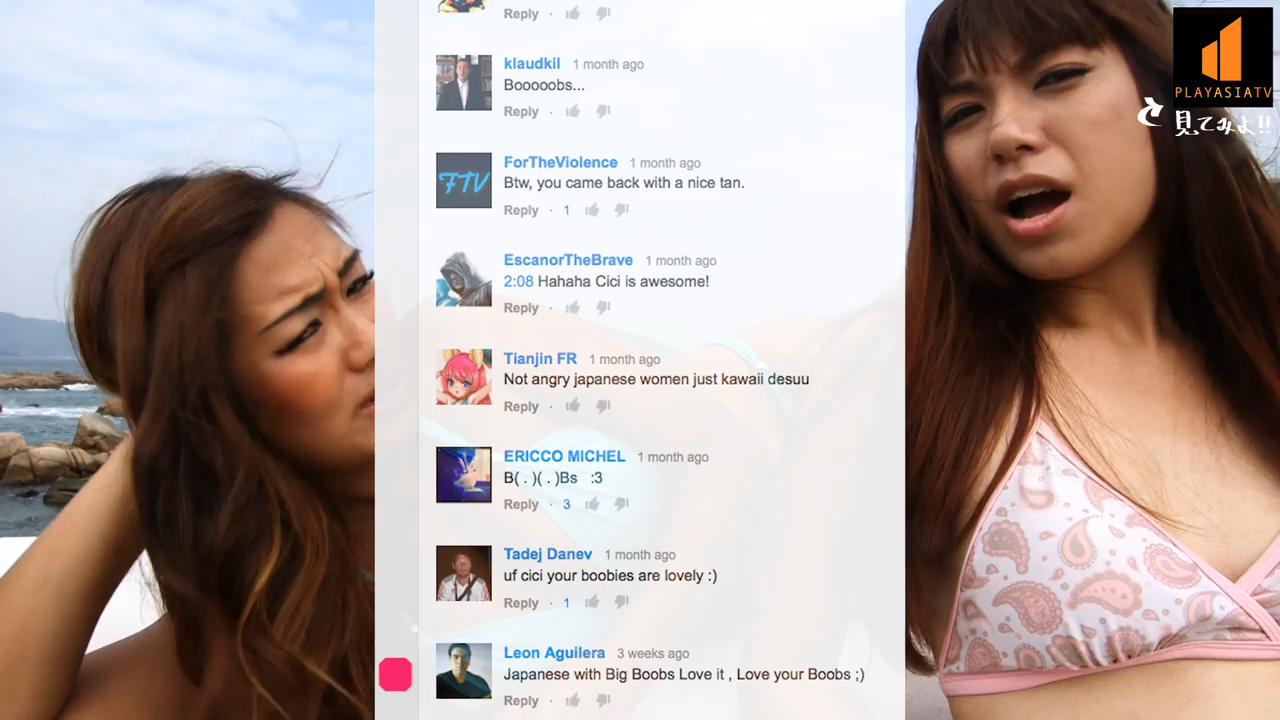 Reply ·
klaudkil 1 month ago
Booooobs...
Reply ·
ForTheViolence 1 month ago
FTV
Btw, you came back with a nice tan.
Reply · 1
EscanorTheBrave 1 month ago
2:08 Hahaha Cici is awesome!
Reply ·
Tianjin FR 1 month ago
Not angry japanese women just kawaii desuu
Reply ·
ERICCO MICHEL 1 month ago
B( . )( . )Bs :3
Reply · 3
Tadej Danev 1 month ago
uf cici your boobies are lovely :)
Reply · 1
Leon Aguilera 3 weeks ago
Japanese with Big Boobs Love it , Love your Boobs ;)
Reply ·
PLAYASIATV
と見てみよ!!